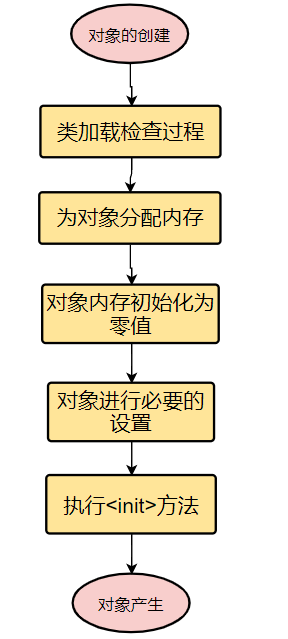 对象的创建
类加载检查过程
为对象分配内存
对象内存初始化为
零值
对象进行必要的
设置
执行<init>方法
对象产生